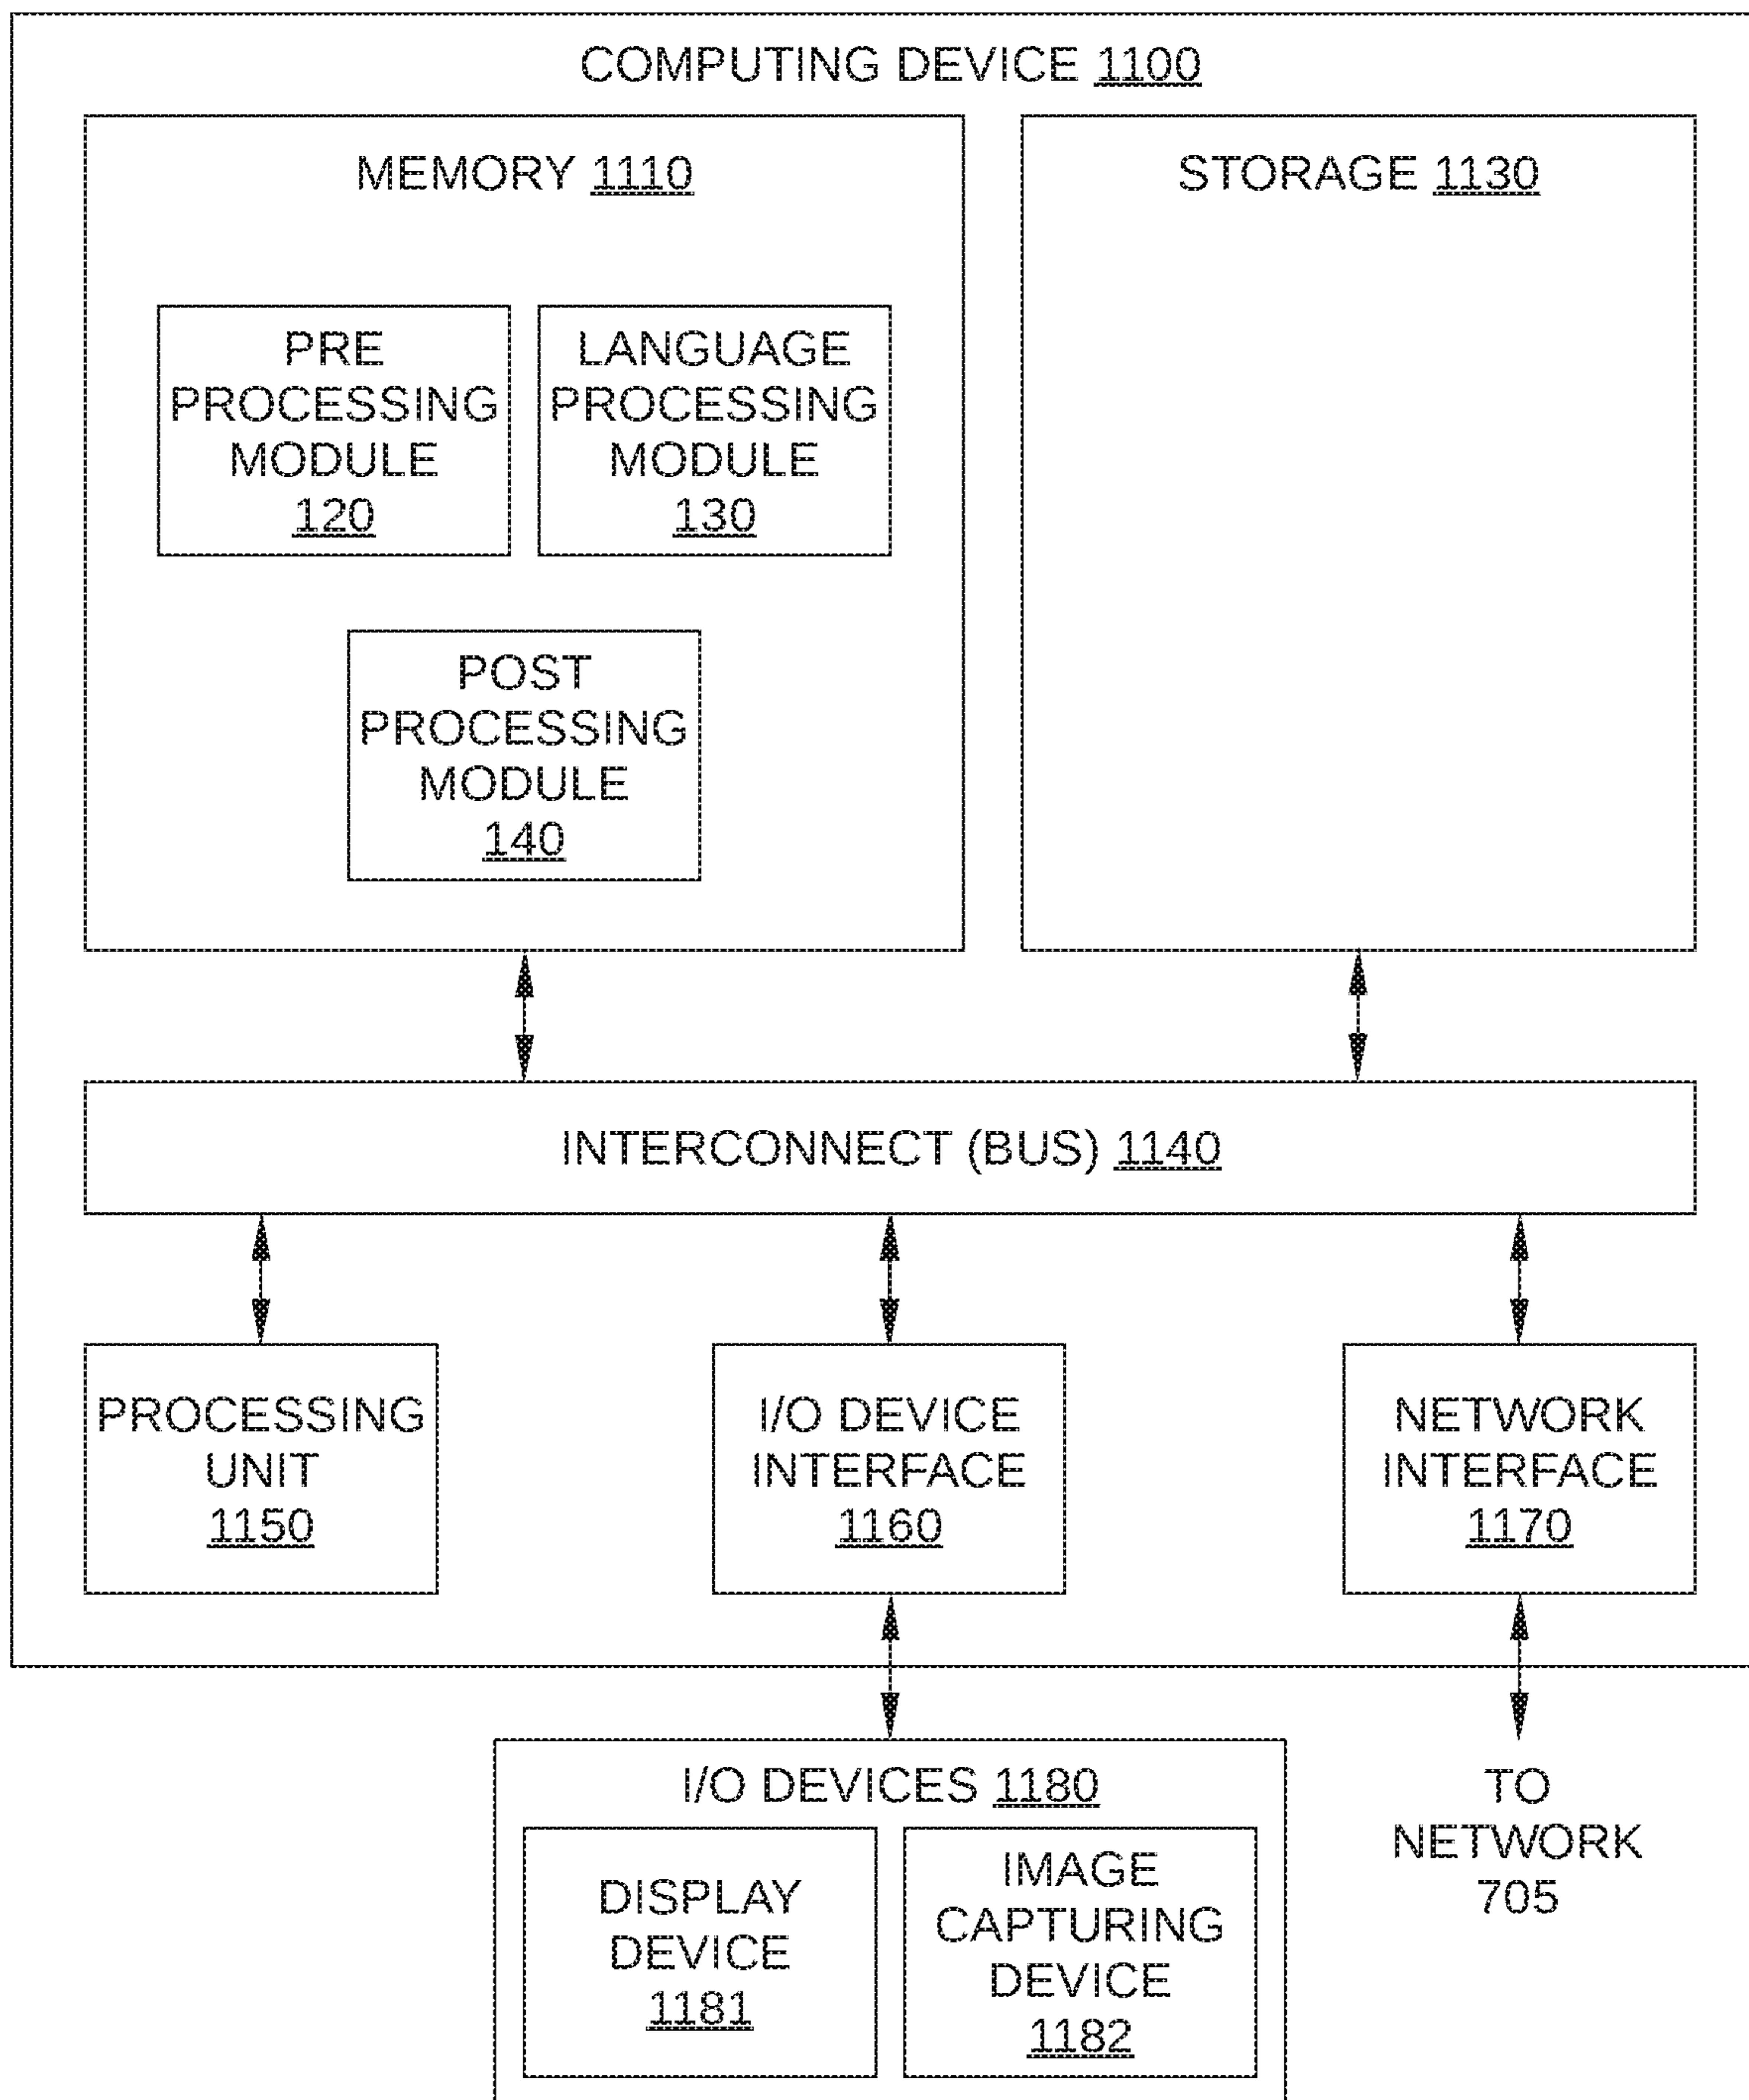 COMPUTING DEVICE 1100
MEMORY 1110
STORAGE 1130
PRE
PROCESSING
MODULE
120
LANGUAGE
PROCESSING
MODULE
130
POST
PROCESSING
MODULE
140
INTERCONNECT (BUS) 1140
PROCESSING
UNIT
1150
I/O DEVICE
INTERFACE
1160
NETWORK
INTERFACE
1170
I/O DEVICES 1180
DISPLAY
DEVICE
1181
IMAGE
CAPTURING
DEVICE
1182
TO
NETWORK
705